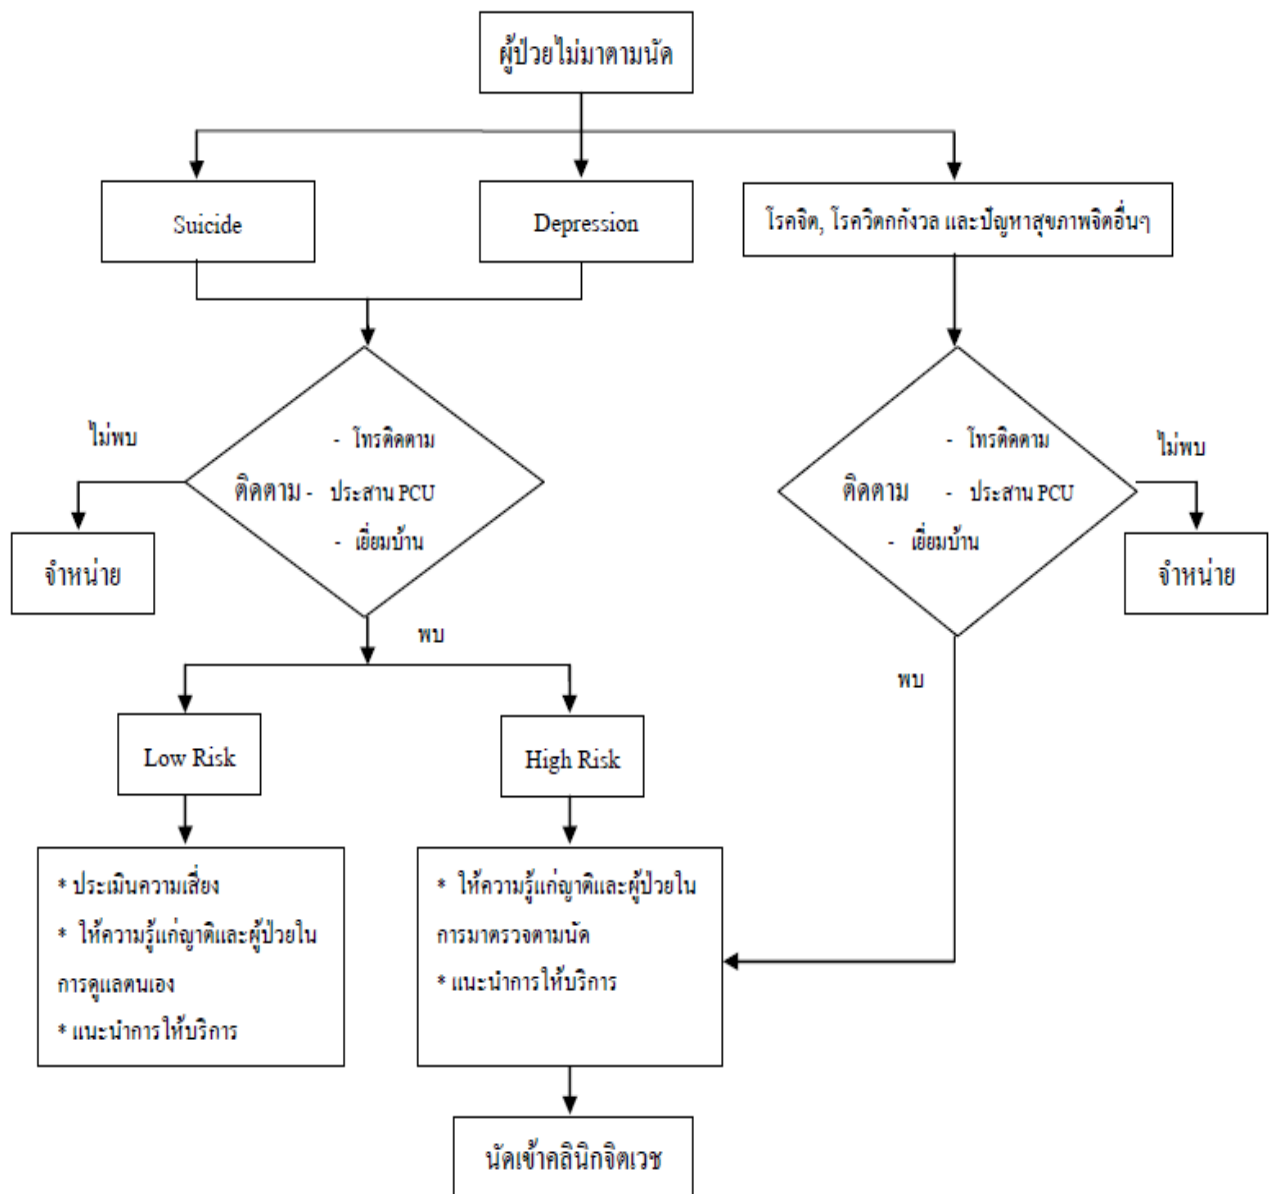 ผู้ป่วยไม่มาตามนัด
Suicide
Depression
โรคจิต, โรควิตกกังวล และปัญหาสุขภาพจิตอื่นๆ
ไม่พบ
- โทรติดตาม
ติดตาม - ประสาน PCU
- เยี่ยมบ้าน
- โทรติดตาม
ติดตาม - ประสาน PCU
- เยี่ยมบ้าน
ไม่พบ
จำหน่าย
จำหน่าย
พบ
พบ
Low Risk
High Risk
* ประเมินความเสี่ยง
* ให้ความรู้แก่ญาติและผู้ป่วยใน
การดูแลตนเอง
* แนะนำการให้บริการ
* ให้ความรู้แก่ญาติและผู้ป่วยใน
การมาตรวจตามนัด
* แนะนำการให้บริการ
นัดเข้าคลินิกจิตเวช